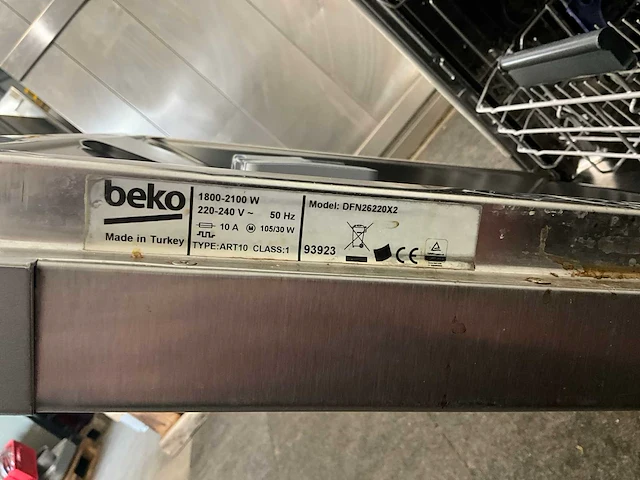 beko
Made in Turkey
1800-2100 W
220-240 V ~ 50 Hz
10 A M 105/30 W
TYPE:ART10 CLASS:1
Model: DFN26220X2
93923
CE